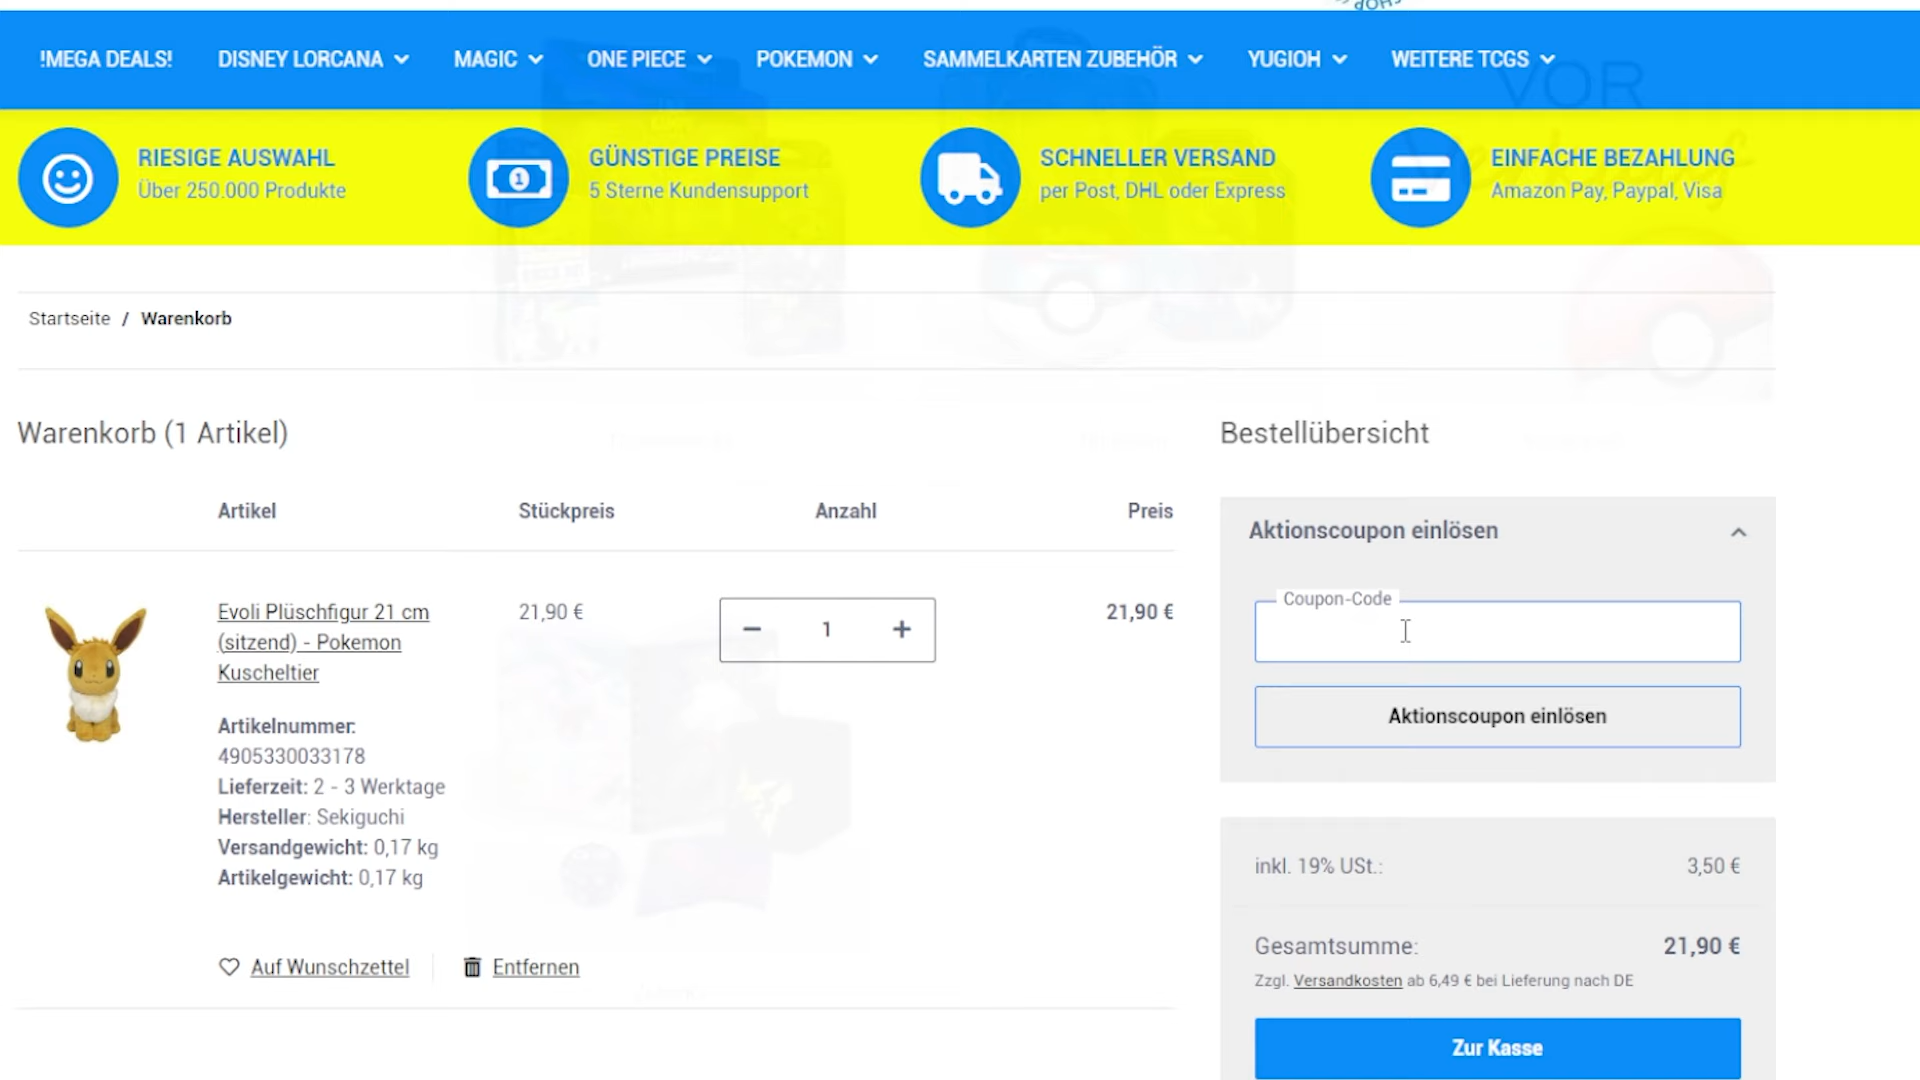 !MEGA DEALS! DISNEY LORCANA MAGIC ONE PIECE POKEMON SAMMELKARTEN ZUBEHÖR YUGIOH WEITERE TCGS
VOR
RIESIGE AUSWAHL
Über 250.000 Produkte
GÜNSTIGE PREISE
5 Sterne Kundensupport
SCHNELLER VERSAND
per Post, DHL oder Express
EINFACHE BEZAHLUNG
Amazon Pay, Paypal, Visa
Startseite / Warenkorb
Warenkorb (1 Artikel)
Artikel Stückpreis Anzahl Preis
Evoli Plüschfigur 21 cm
(sitzend) - Pokemon
Kuscheltier
21,90 €
1
21,90 €
Artikelnummer:
4905330033178
Lieferzeit: 2 - 3 Werktage
Hersteller: Sekiguchi
Versandgewicht: 0,17 kg
Artikelgewicht: 0,17 kg
Auf Wunschzettel Entfernen
Bestellübersicht
Aktionscoupon einlösen
Coupon-Code
Aktionscoupon einlösen
inkl. 19% USt.: 3,50 €
Gesamtsumme: 21,90 €
Zzgl. Versandkosten ab 6,49 € bei Lieferung nach DE
Zur Kasse